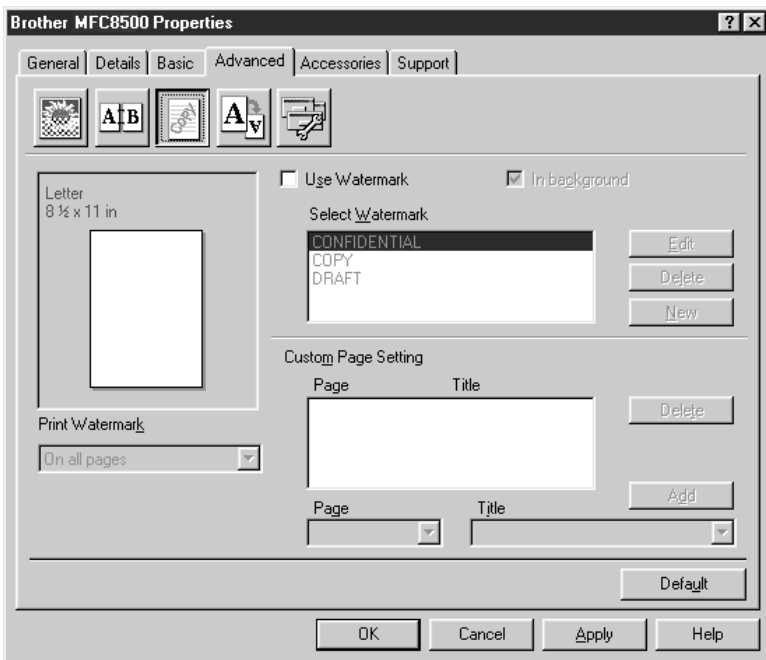 Brother MFC8500 Properties
? X
General Details Basic Advanced Accessories Support
A B COPY A A
Letter
8 ½ x 11 in
Use Watermark In background
Select Watermark
CONFIDENTIAL
COPY
DRAFT
Edit
Delete
New
Custom Page Setting
Page Title
Delete
Print Watermark
On all pages
Add
Page Title
Default
OK Cancel Apply Help